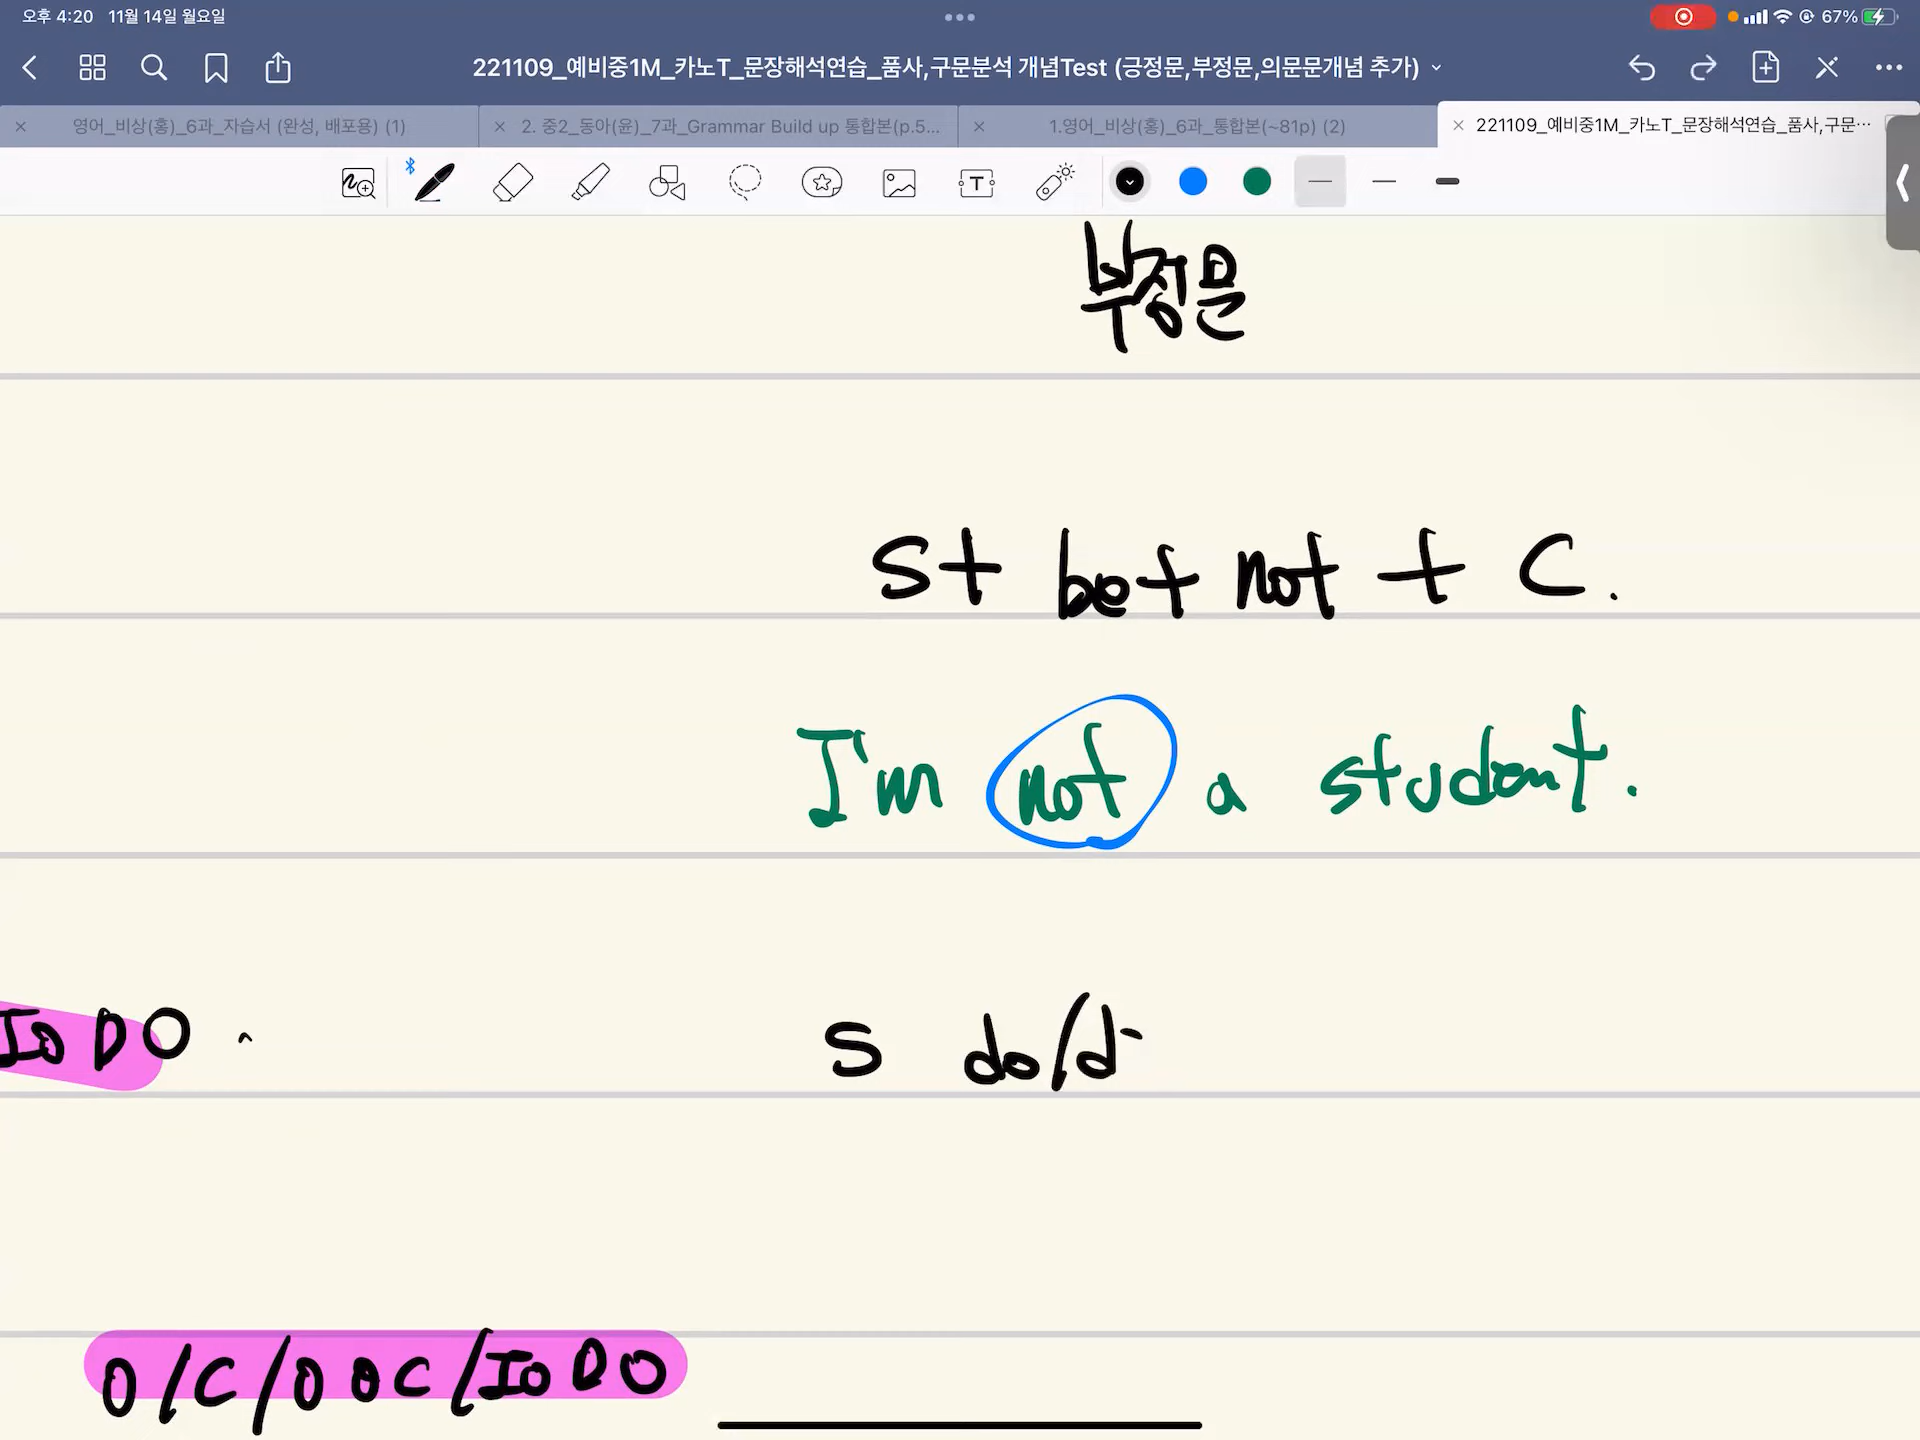 오후 4:20 11월 14일 월요일
67%
221109_예비중1M_카노T_문장해석연습_품사,구문분석 개념Test (긍정문,부정문,의문문개념 추가)
영어_비상(홍)_6과_자습서 (완성, 배포용) (1)
2. 중2_동아(윤)_7과_Grammar Build up 통합본(p.5...
1.영어_비상(홍)_6과_통합본(~81p) (2)
221109_예비중1M_카노T_문장해석연습_품사,구문...
부정문
S+ be+ not + C.
I'm not a student.
IO DO.
S do/d
O/C/O OC/IO DO